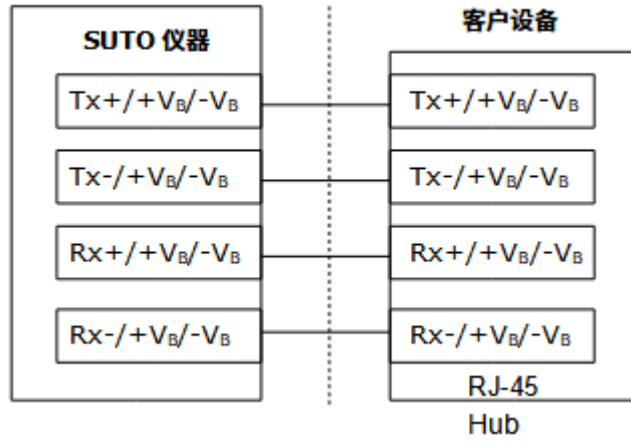 SUTO 仪器
客户设备
Tx+/+VB/-VB
Tx+/+VB/-VB
Tx-/+VB/-VB
Tx-/+VB/-VB
Rx+/+VB/-VB
Rx+/+VB/-VB
Rx-/+VB/-VB
Rx-/+VB/-VB
RJ-45
Hub